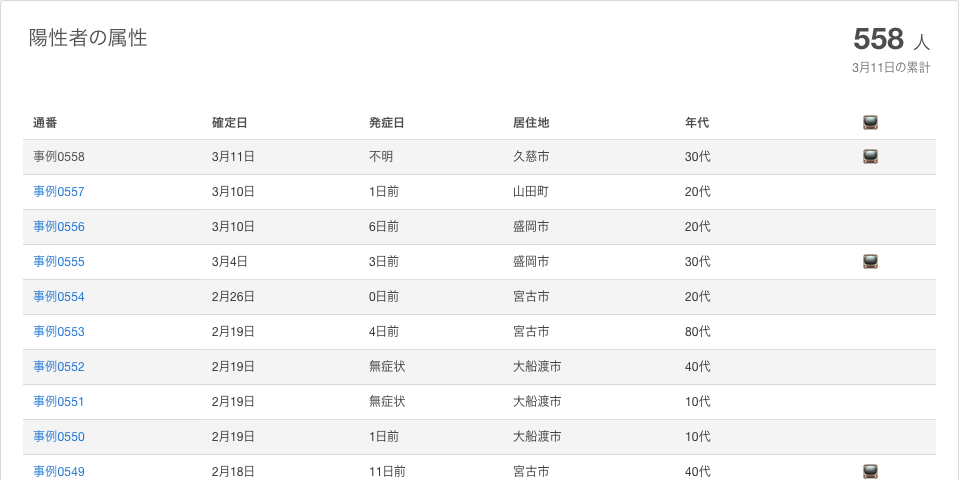 陽性者の属性
558 人
3月11日の累計
通番 確定日 発症日 居住地 年代
事例0558 3月11日 不明 久慈市 30代
事例0557 3月10日 1日前 山田町 20代
事例0556 3月10日 6日前 盛岡市 20代
事例0555 3月4日 3日前 盛岡市 30代
事例0554 2月26日 0日前 宮古市 20代
事例0553 2月19日 4日前 宮古市 80代
事例0552 2月19日 無症状 大船渡市 40代
事例0551 2月19日 無症状 大船渡市 10代
事例0550 2月19日 1日前 大船渡市 10代
事例0549 2月18日 11日前 宮古市 40代